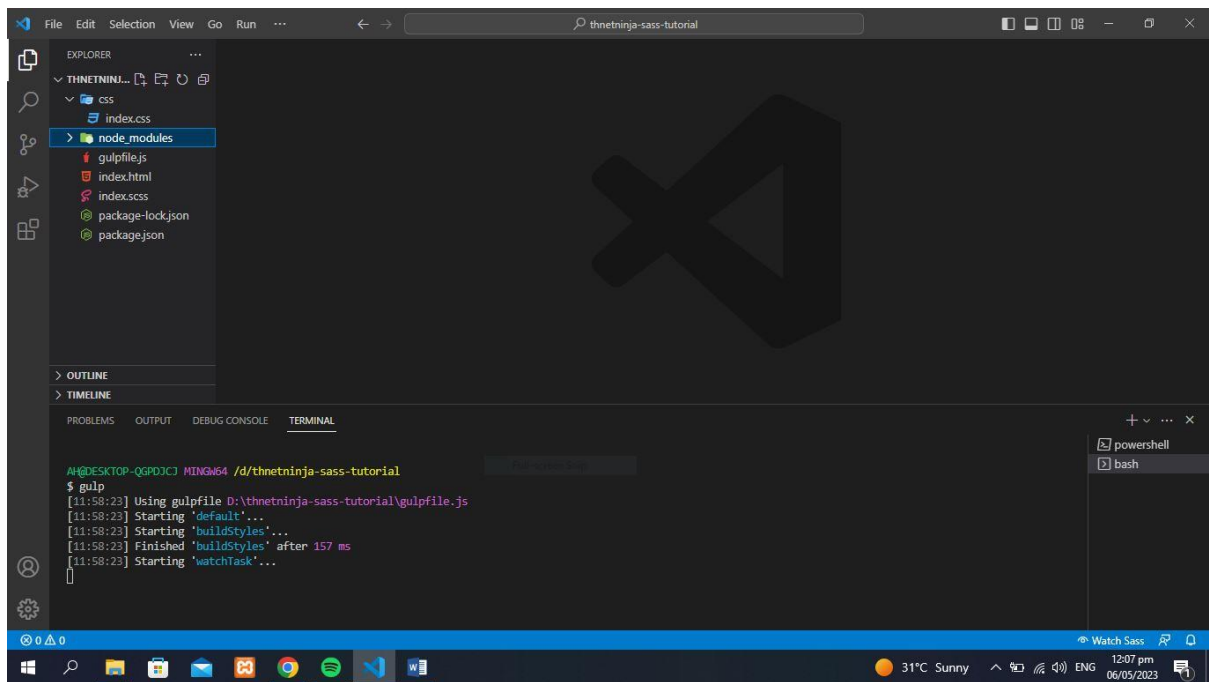 File Edit Selection View Go Run ···
thnetninja-sass-tutorial
EXPLORER ···
THNETNINJ...
css
index.css
node_modules
gulpfile.js
index.html
index.scss
package-lock.json
package.json
OUTLINE
TIMELINE
PROBLEMS OUTPUT DEBUG CONSOLE TERMINAL
powershell
bash
AH@DESKTOP-QGPDJCJ MINGW64 /d/thnetninja-sass-tutorial
$ gulp
[11:58:23] Using gulpfile D:\thnetninja-sass-tutorial\gulpfile.js
[11:58:23] Starting 'default'...
[11:58:23] Starting 'buildStyles'...
[11:58:23] Finished 'buildStyles' after 157 ms
[11:58:23] Starting 'watchTask'...
0 0
Watch Sass
31°C Sunny
ENG
12:07 pm
06/05/2023
1